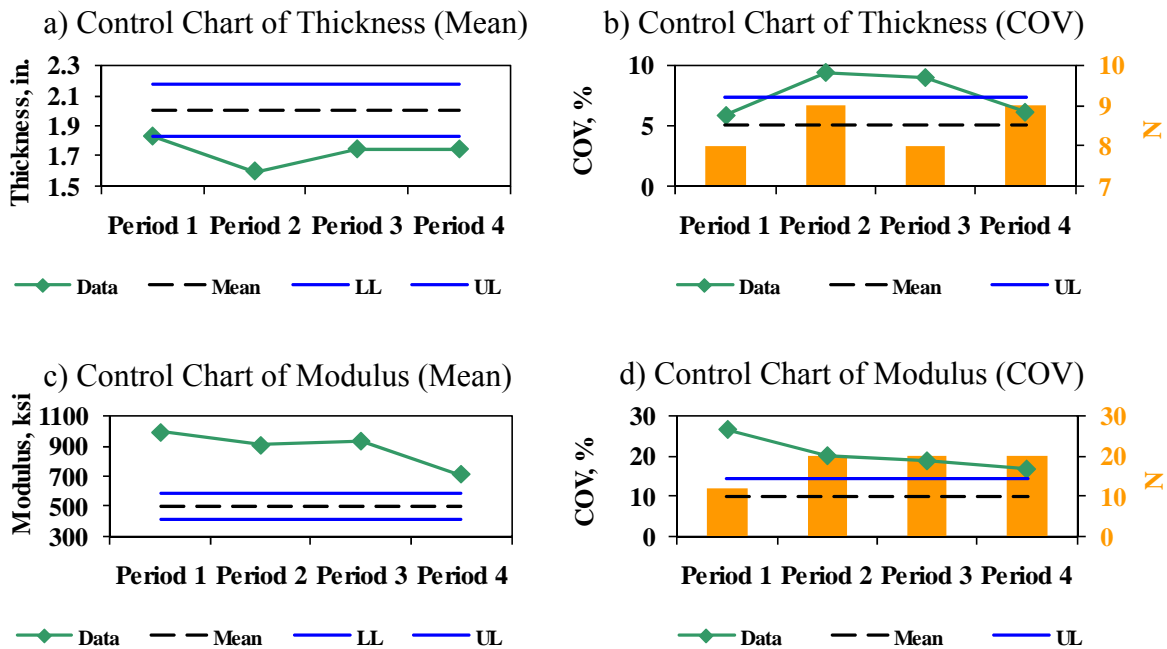 a) Control Chart of Thickness (Mean)
Thickness, in.
2.3
2.1
1.9
1.7
1.5
Period 1 Period 2 Period 3 Period 4
Data Mean LL UL
b) Control Chart of Thickness (COV)
COV, %
10
5
0
10
9
8
7
N
Period 1 Period 2 Period 3 Period 4
Data Mean UL
c) Control Chart of Modulus (Mean)
Modulus, ksi
1100
900
700
500
300
Period 1 Period 2 Period 3 Period 4
Data Mean LL UL
d) Control Chart of Modulus (COV)
COV, %
30
20
10
0
30
20
10
0
N
Period 1 Period 2 Period 3 Period 4
Data Mean UL